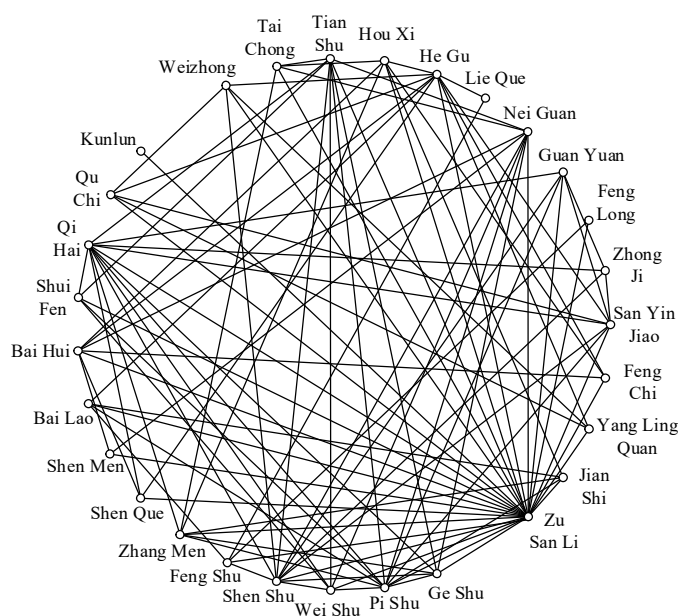 Tian
Shu
Hou Xi
He Gu
Lie Que
Nei Guan
Guan Yuan
Feng
Long
Zhong
Ji
San Yin
Jiao
Feng
Chi
Yang Ling
Quan
Jian
Shi
Zu
San Li
Ge Shu
Pi Shu
Wei Shu
Shen Shu
Feng Shu
Zhang Men
Shen Que
Shen Men
Bai Lao
Bai Hui
Shui
Fen
Qi
Hai
Qu
Chi
Kunlun
Weizhong
Tai
Chong